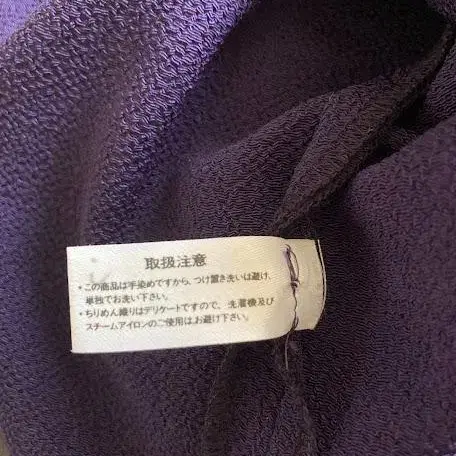 取扱注意
・この商品は手染めですから、つけ置き洗いは避け、
単独でお洗い下さい。
・ちりめん織りはデリケートですので、洗濯機及び
スチームアイロンのご使用はお避け下さい。